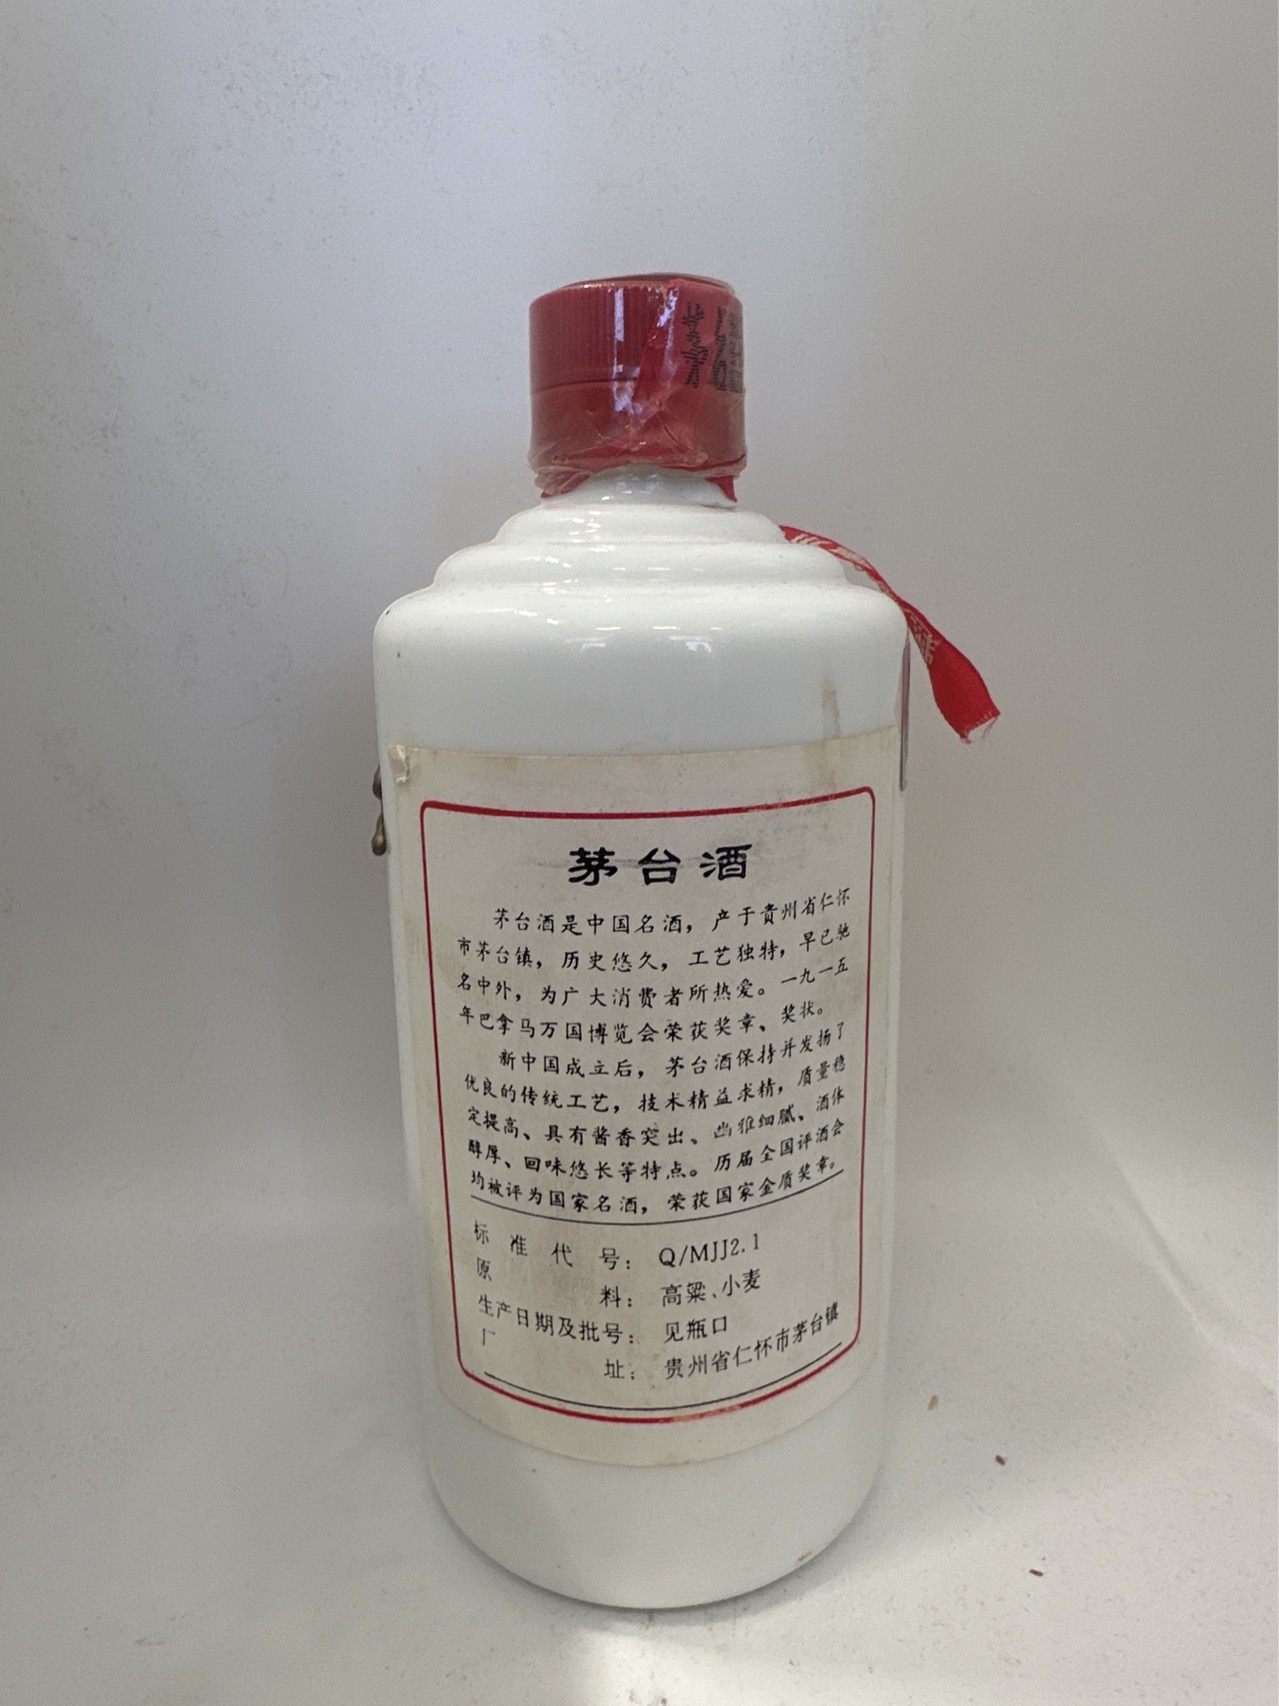 茅台
茅台酒
茅台酒是中国名酒，产于贵州省仁怀
市茅台镇，历史悠久，工艺独特，早已驰
名中外，为广大消费者所热爱。一九一五
年巴拿马万国博览会荣获奖章、奖状。
新中国成立后，茅台酒保持并发扬了
优良的传统工艺，技术精益求精，质量稳
定提高、具有酱香突出、幽雅细腻、酒体
醇厚、回味悠长等特点。历届全国评酒会
均被评为国家名酒，荣获国家金质奖章。
标准代号：Q/MJJ2.1
原料：高粱、小麦
生产日期及批号：见瓶口
厂址：贵州省仁怀市茅台镇